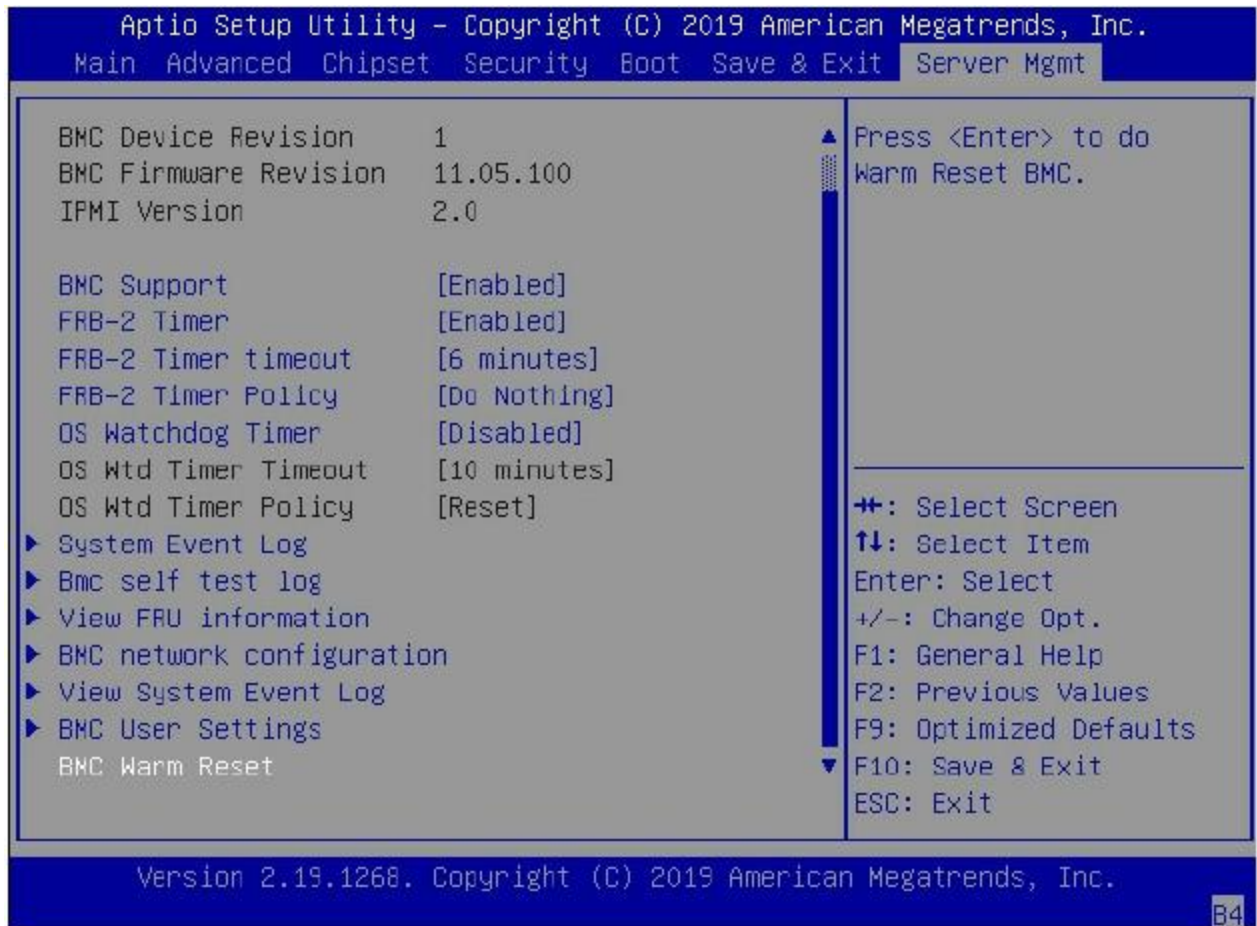 Aptio Setup Utility – Copyright (C) 2019 American Megatrends, Inc.
Main Advanced Chipset Security Boot Save & Exit Server Mgmt
BMC Device Revision 1
BMC Firmware Revision 11.05.100
IPMI Version 2.0
BMC Support [Enabled]
FRB-2 Timer [Enabled]
FRB-2 Timer timeout [6 minutes]
FRB-2 Timer Policy [Do Nothing]
OS Watchdog Timer [Disabled]
OS Wtd Timer Timeout [10 minutes]
OS Wtd Timer Policy [Reset]
System Event Log
Bmc self test log
View FRU information
BMC network configuration
View System Event Log
BMC User Settings
BMC Warm Reset
Press <Enter> to do
Warm Reset BMC.
→←: Select Screen
↑↓: Select Item
Enter: Select
+/-: Change Opt.
F1: General Help
F2: Previous Values
F9: Optimized Defaults
F10: Save & Exit
ESC: Exit
Version 2.19.1268. Copyright (C) 2019 American Megatrends, Inc.
B4